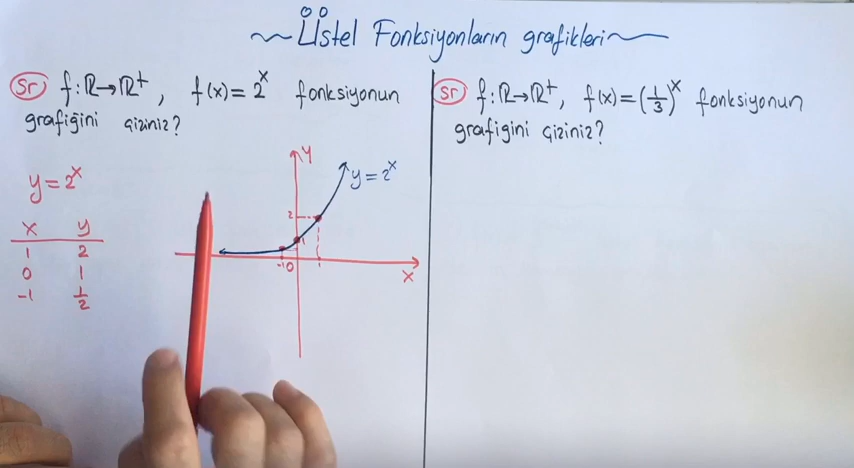 ~Üstel Fonksiyonların grafikleri~
Sr f:ℝ→ℝ⁺, f(x)=2ˣ fonksiyonun
grafiğini çiziniz?
y=2ˣ
x y
1 2
0 1
-1 1/2
y
y=2ˣ
2
1
-1 0 1
x
Sr f:ℝ→ℝ⁺, f(x)=(1/3)ˣ fonksiyonun
grafiğini çiziniz?